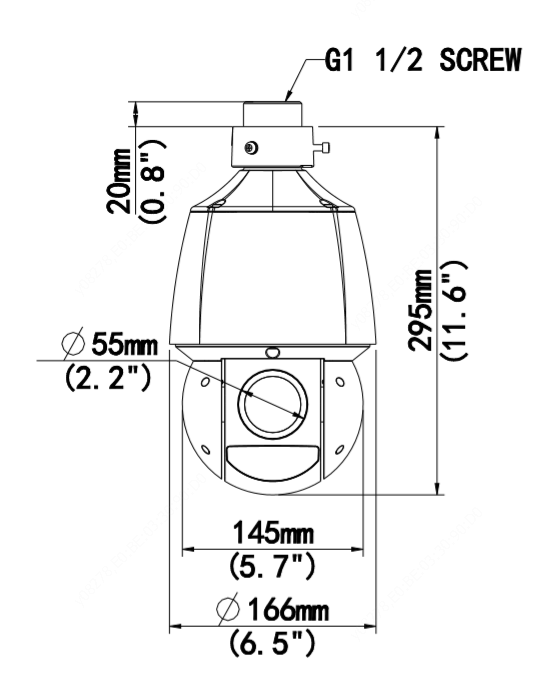 G1 1/2 SCREW
20mm
(0.8")
295mm
(11.6")
∅ 55mm
(2.2")
145mm
(5.7")
∅ 166mm
(6.5")